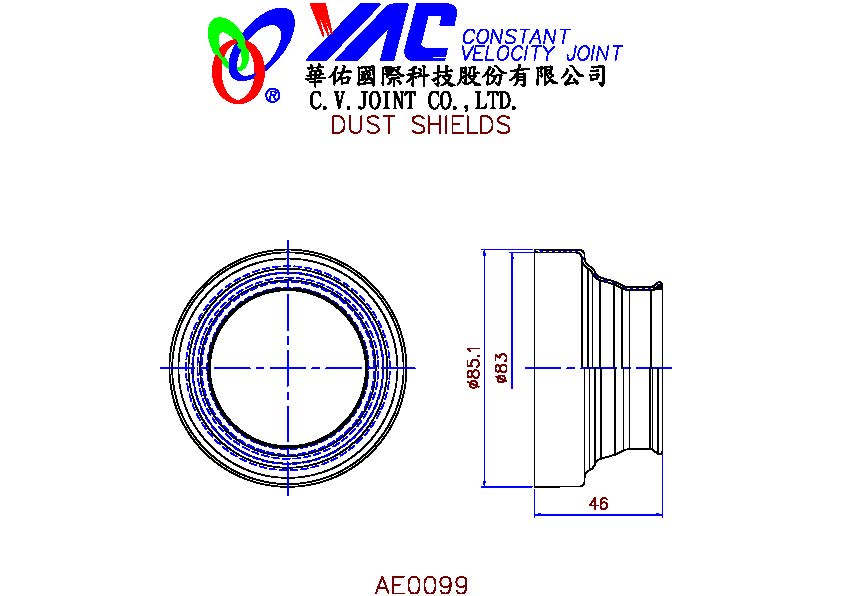 YAC CONSTANT
VELOCITY JOINT
®
華佑國際科技股份有限公司
C.V.JOINT CO.,LTD.
DUST SHIELDS
ø85.1
ø83
46
AE0099